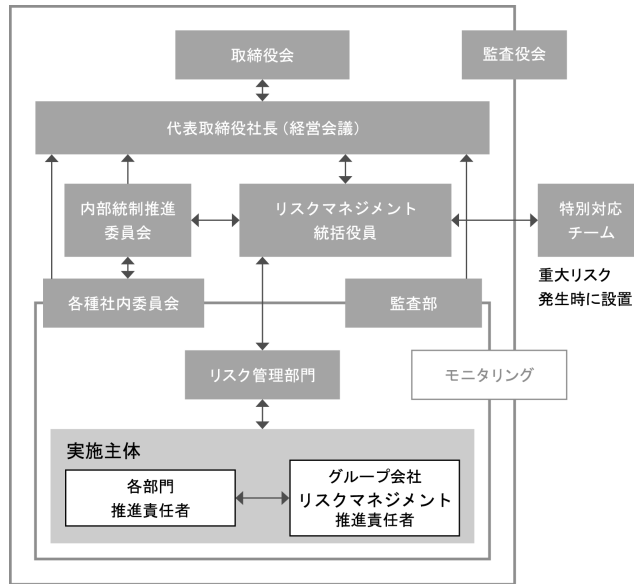 取締役会
監査役会
代表取締役社長（経営会議）
内部統制推進
委員会
リスクマネジメント
統括役員
特別対応
チーム
重大リスク
発生時に設置
各種社内委員会
監査部
リスク管理部門
モニタリング
実施主体
各部門
推進責任者
グループ会社
リスクマネジメント
推進責任者